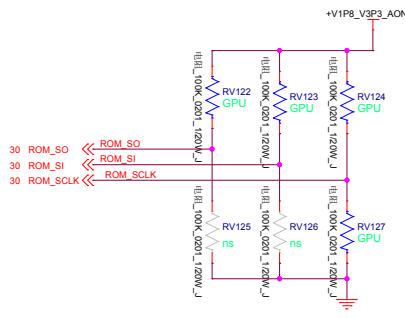 +V1P8_V3P3_AON
电阻_100K_0201_1/20W_J
RV122
GPU
电阻_100K_0201_1/20W_J
RV123
GPU
电阻_100K_0201_1/20W_J
RV124
GPU
30 ROM_SO
ROM_SO
30 ROM_SI
ROM_SI
30 ROM_SCLK
ROM_SCLK
电阻_100K_0201_1/20W_J
RV125
ns
电阻_100K_0201_1/20W_J
RV126
ns
电阻_100K_0201_1/20W_J
RV127
GPU